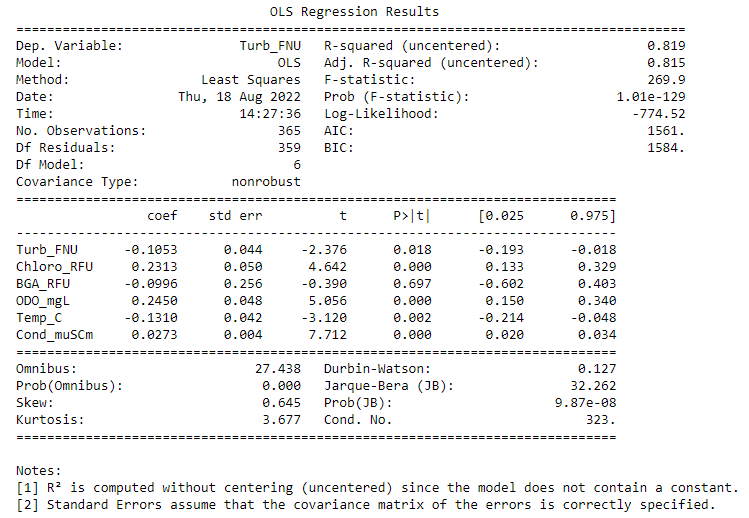 OLS Regression Results
==============================================================================
Dep. Variable: Turb_FNU R-squared (uncentered): 0.819
Model: OLS Adj. R-squared (uncentered): 0.815
Method: Least Squares F-statistic: 269.9
Date: Thu, 18 Aug 2022 Prob (F-statistic): 1.01e-129
Time: 14:27:36 Log-Likelihood: -774.52
No. Observations: 365 AIC: 1561.
Df Residuals: 359 BIC: 1584.
Df Model: 6
Covariance Type: nonrobust
==============================================================================
coef std err t P>|t| [0.025 0.975]
------------------------------------------------------------------------------
Turb_FNU -0.1053 0.044 -2.376 0.018 -0.193 -0.018
Chloro_RFU 0.2313 0.050 4.642 0.000 0.133 0.329
BGA_RFU -0.0996 0.256 -0.390 0.697 -0.602 0.403
ODO_mgL 0.2450 0.048 5.056 0.000 0.150 0.340
Temp_C -0.1310 0.042 -3.120 0.002 -0.214 -0.048
Cond_muSCm 0.0273 0.004 7.712 0.000 0.020 0.034
==============================================================================
Omnibus: 27.438 Durbin-Watson: 0.127
Prob(Omnibus): 0.000 Jarque-Bera (JB): 32.262
Skew: 0.645 Prob(JB): 9.87e-08
Kurtosis: 3.677 Cond. No. 323.
==============================================================================
Notes:
[1] R² is computed without centering (uncentered) since the model does not contain a constant.
[2] Standard Errors assume that the covariance matrix of the errors is correctly specified.